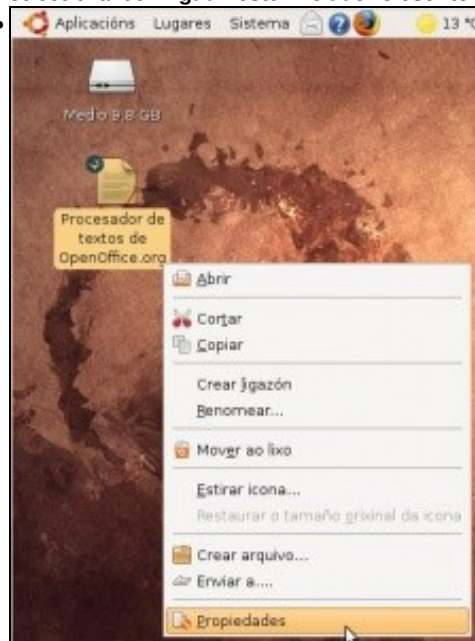 Aplicacións Lugares Sistema 13 °C
Medio 9,8 GB
Procesador de
textos de
OpenOffice.org
Abrir
Cortar
Copiar
Crear ligazón
Renomear...
Mover ao lixo
Estirar icona...
Restaurar o tamaño orixinal da icona
Crear arquivo...
Enviar a....
Propiedades